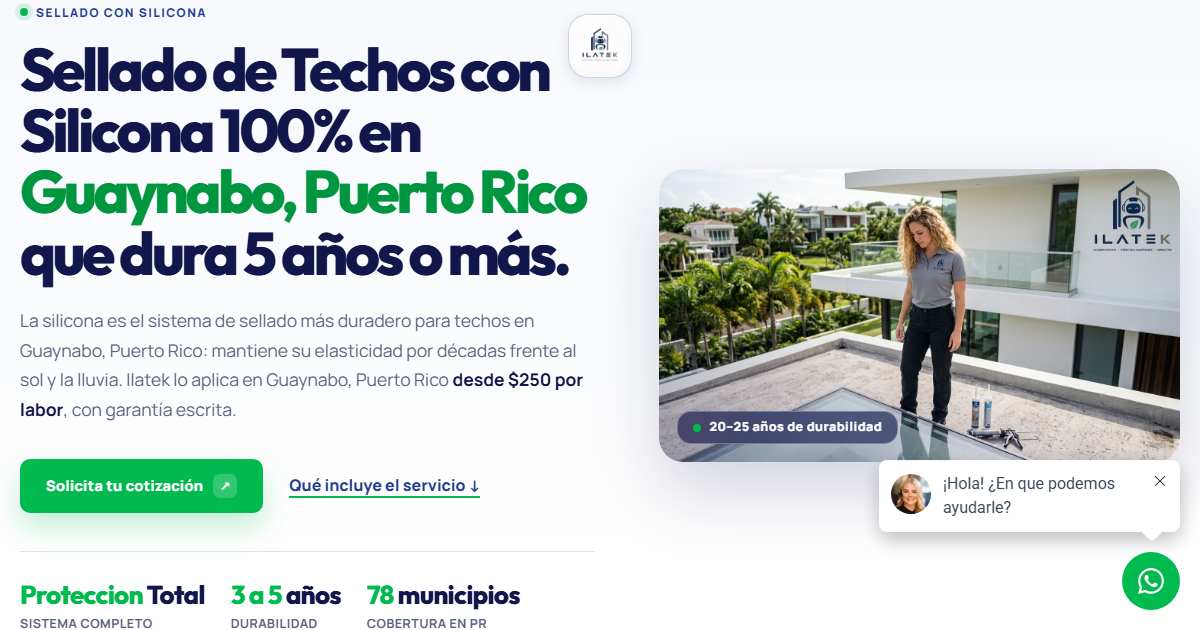 SELLADO CON SILICONA
ILATEK
Sellado de Techos con
Silicona 100% en
Guaynabo, Puerto Rico
que dura 5 años o más.
La silicona es el sistema de sellado más duradero para techos en
Guaynabo, Puerto Rico: mantiene su elasticidad por décadas frente al
sol y la lluvia. Ilatek lo aplica en Guaynabo, Puerto Rico desde $250 por
labor, con garantía escrita.
Solicita tu cotización ↗
Qué incluye el servicio ↓
Proteccion Total
SISTEMA COMPLETO
3 a 5 años
DURABILIDAD
78 municipios
COBERTURA EN PR
ILATEK
20–25 años de durabilidad
¡Hola! ¿En que podemos
ayudarle?